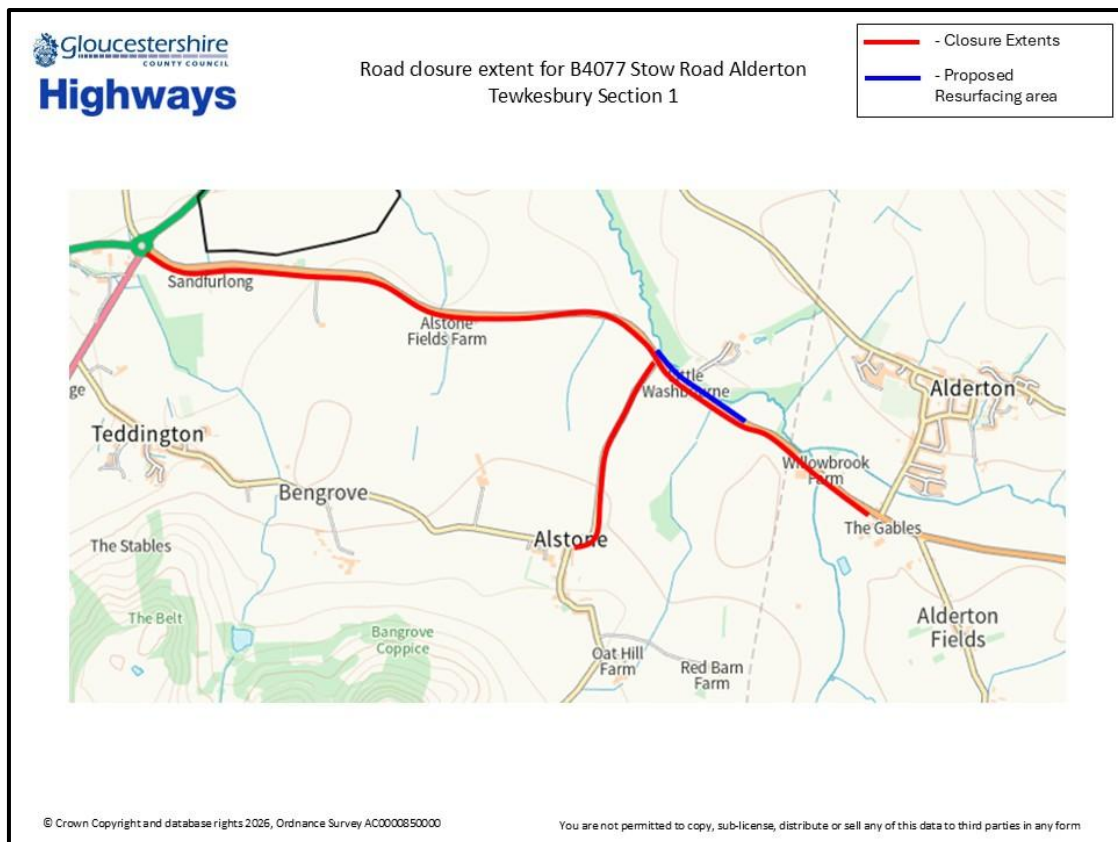 Gloucestershire
COUNTY COUNCIL
Highways
Road closure extent for B4077 Stow Road Alderton
Tewkesbury Section 1
- Closure Extents
- Proposed
Resurfacing area
Sandfurlong
Alstone
Fields Farm
ge
Teddington
Bengrove
The Stables
The Belt
Bangrove
Coppice
Alstone
Oat Hill
Farm
Red Barn
Farm
Washbourne
Willowbrook
Farm
The Gables
Alderton
Alderton
Fields
© Crown Copyright and database rights 2026, Ordnance Survey AC0000850000
You are not permitted to copy, sub-license, distribute or sell any of this data to third parties in any form